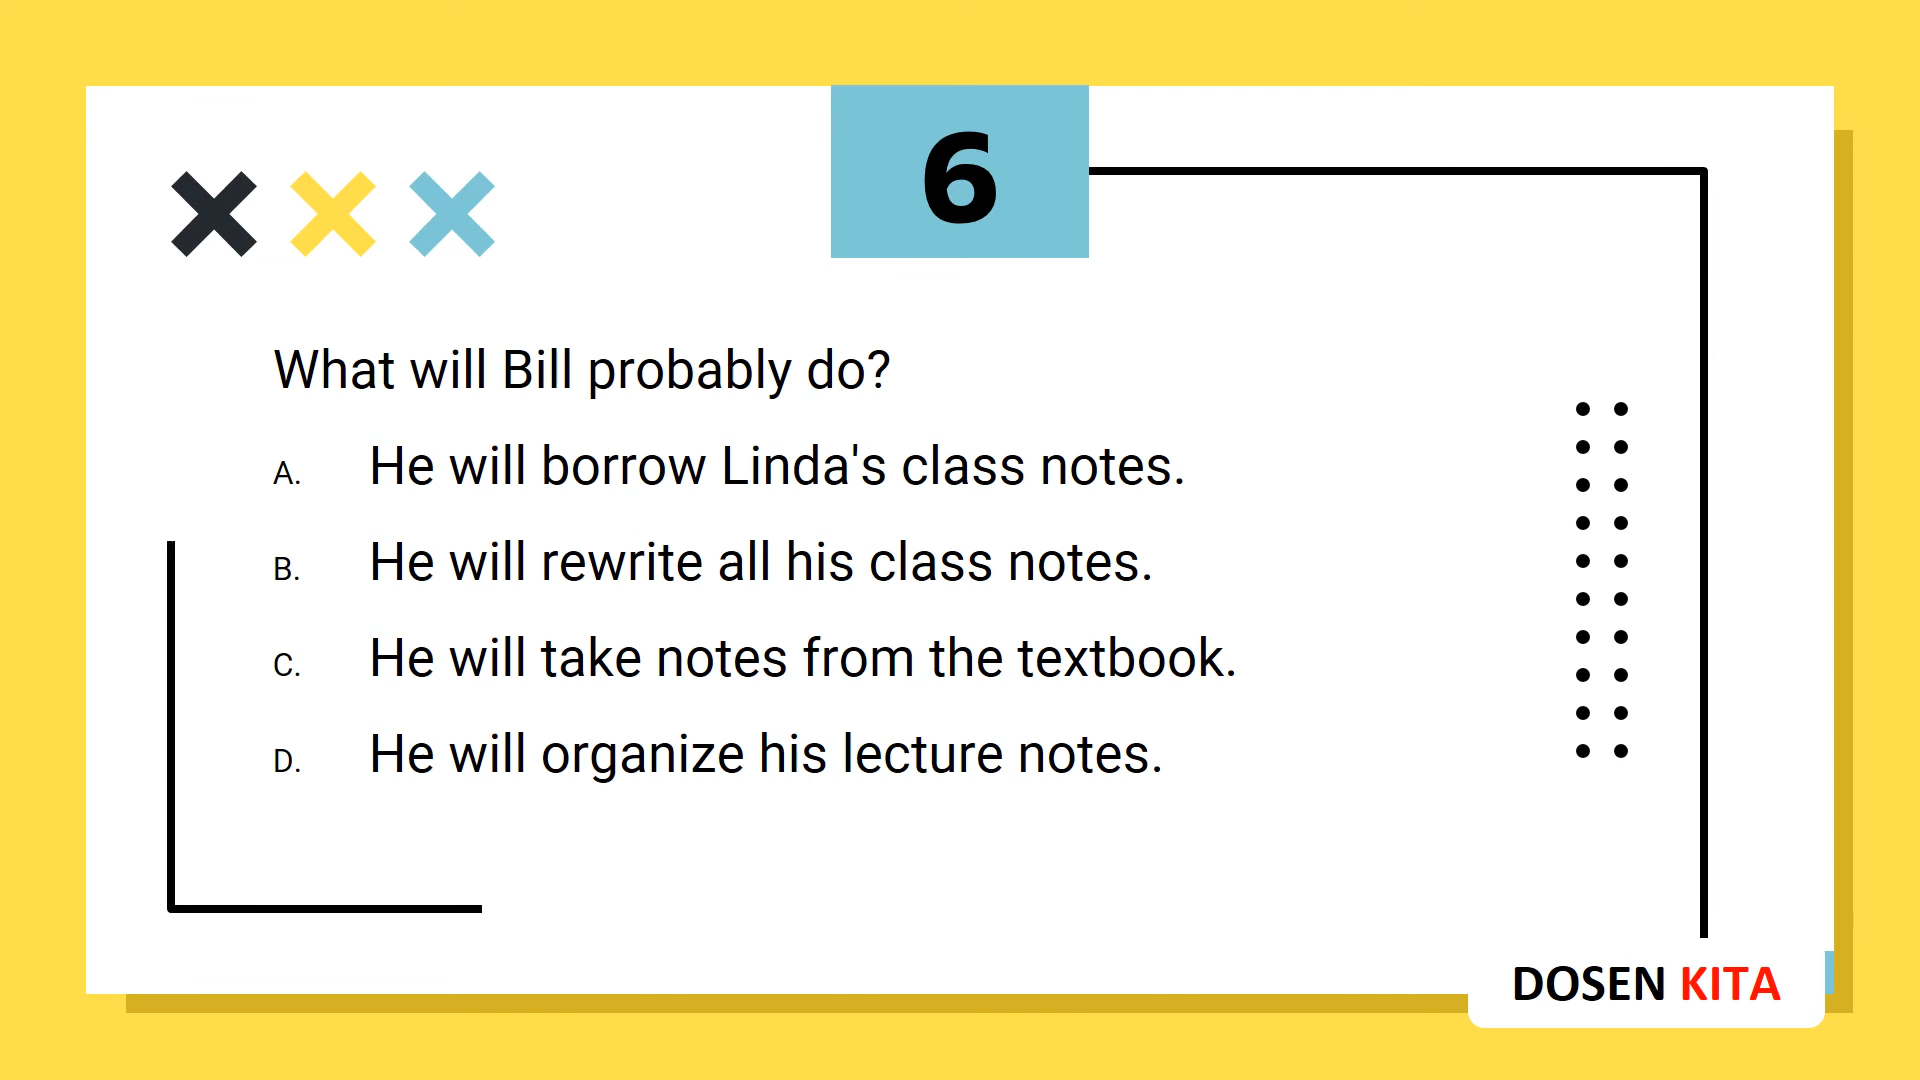 6
What will Bill probably do?
A. He will borrow Linda's class notes.
B. He will rewrite all his class notes.
C. He will take notes from the textbook.
D. He will organize his lecture notes.
DOSEN KITA